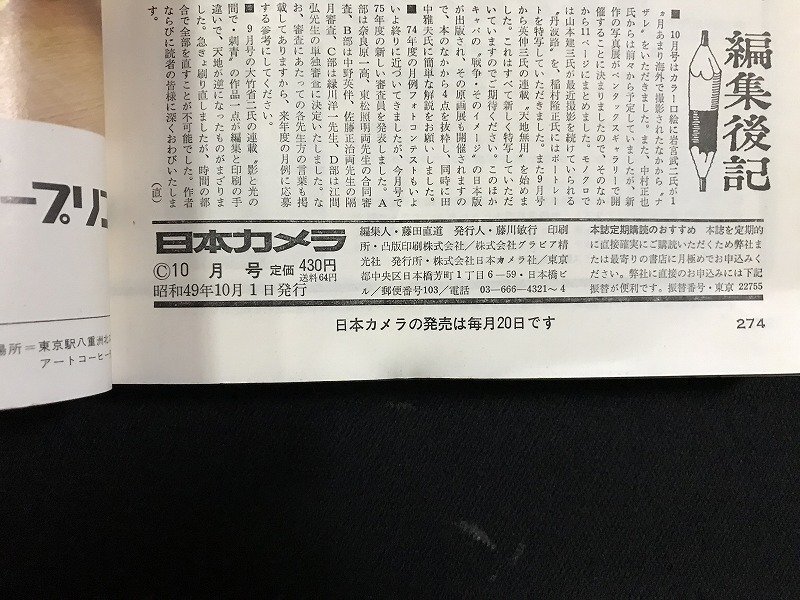 編集後記
■10月号はカラー口絵に岩宮武二氏が1
ヵ月あまり海外で撮影されたなかから〝ナ
ザレ〟をいただきました。また、中村正也
氏からは前々から予定していましたが、新
作の写真展がペンタックスギャラリーで開
催することに決まりましたので、そのなか
から11ページにまとめました。モノクロで
は山本建三氏が最近撮影を続けていられる
〝丹波路〟を、稲村隆正氏にはポートレー
トを特写していただきました。また9月号
から英伸三氏の連載〝天地無用〟を始めま
した。これはすべて新しく特写していただ
いていますのでご期待ください。このほか
キャパの〝戦争・そのイメージ〟の日本版
が出版され、その原画展も開催されますの
で、本のなかから4点を抜粋し、同時に田
中雅夫氏に簡単な解説をお願いしました。
■74年度の月例フォトコンテストもいよ
いよ終りに近づいてきましたが、今月号で
75年度の新しい審査員を発表しました。A
部は奈良原一高、東松照明両先生の合同審
査、B部は中野英伴、佐藤正治両先生の隔
月審査、C部は緑川洋一先生、D部は江間
弘先生の単独審査に決定いたしました。な
お、審査にあたっての各先生方の言葉も掲
載してありますから、来年度の月例に応募
する参考にしてください。
■9月号の大竹省二氏の連載〝影と光の
間で・刺青〟の作品一点が編集と印刷の手
違いで、天地が逆になったものがまざりま
した。急きょ刷り直しましたが、時間の都
合で全部を直すことが不可能でした。作者
ならびに読者の皆様に深くおわびいたしま
す。 (直)
日本カメラ
©10月号 定価430円
送料64円
昭和49年10月1日発行
編集人・藤田直道 発行人・藤川敏行 印刷
所・凸版印刷株式会社/株式会社グラビア精
光社 発行所・株式会社日本カメラ社/東京
都中央区日本橋芳町1丁目6-59・日本橋ビ
ル/郵便番号103/電話 03-666-4321~4
本誌定期購読のおすすめ 本誌を定期的
に直接確実にご購読いただくため弊社ま
たは最寄りの書店に月極めでお申込みく
ださい。弊社に直接のお申込みには下記
振替が便利です。振替番号・東京 22755
日本カメラの発売は毎月20日です
274
ープリン
場所=東京駅八重洲北
アートコーヒー